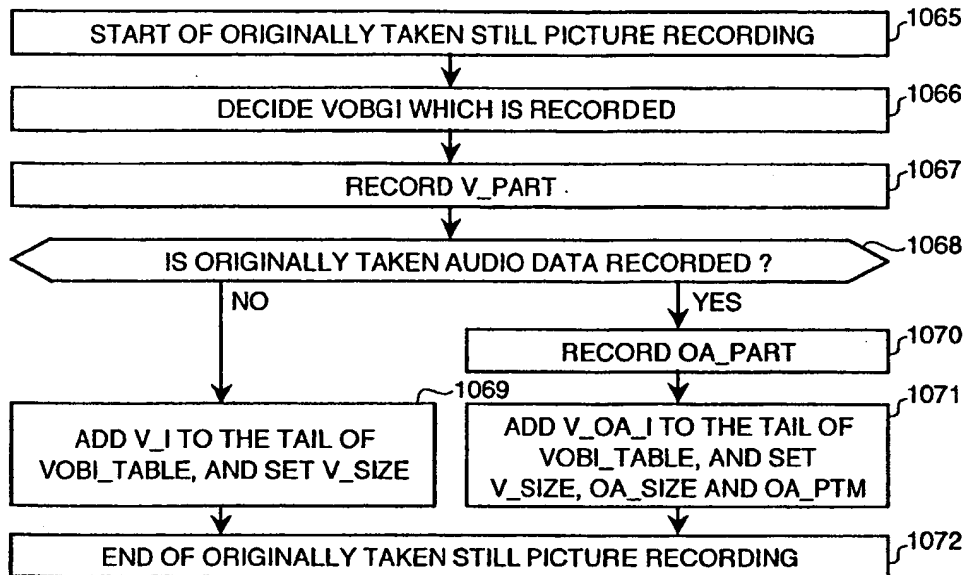 START OF ORIGINALLY TAKEN STILL PICTURE RECORDING
1065
DECIDE VOBGI WHICH IS RECORDED
1066
RECORD V_PART
1067
IS ORIGINALLY TAKEN AUDIO DATA RECORDED ?
1068
NO
YES
RECORD OA_PART
1070
1069
ADD V_I TO THE TAIL OF
VOBI_TABLE, AND SET V_SIZE
1071
ADD V_OA_I TO THE TAIL OF
VOBI_TABLE, AND SET
V_SIZE, OA_SIZE AND OA_PTM
END OF ORIGINALLY TAKEN STILL PICTURE RECORDING
1072